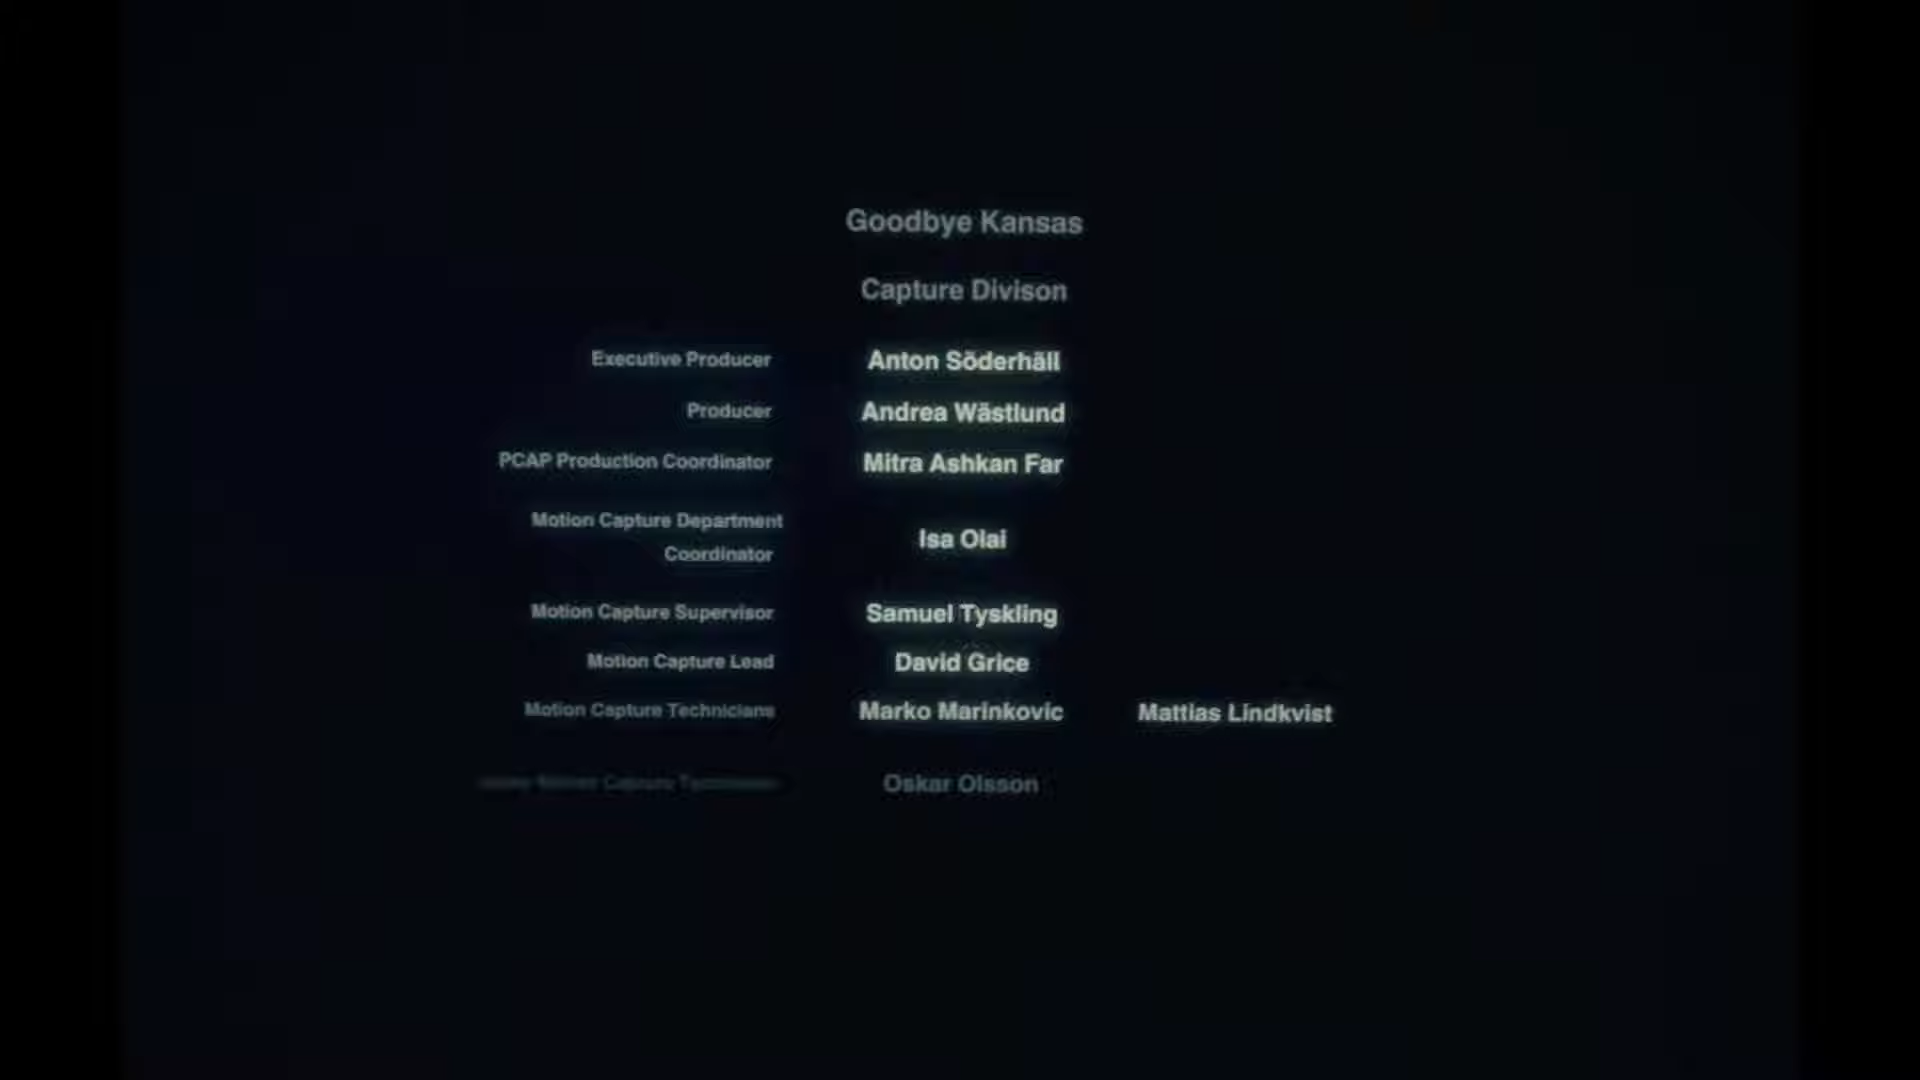 Goodbye Kansas
Capture Divison
Executive Producer Anton Söderhäll
Producer Andrea Wästlund
PCAP Production Coordinator Mitra Ashkan Far
Motion Capture Department
Coordinator Isa Olai
Motion Capture Supervisor Samuel Tyskling
Motion Capture Lead David Grice
Motion Capture Technicians Marko Marinkovic Mattias Lindkvist
Motion Capture Oskar Olsson